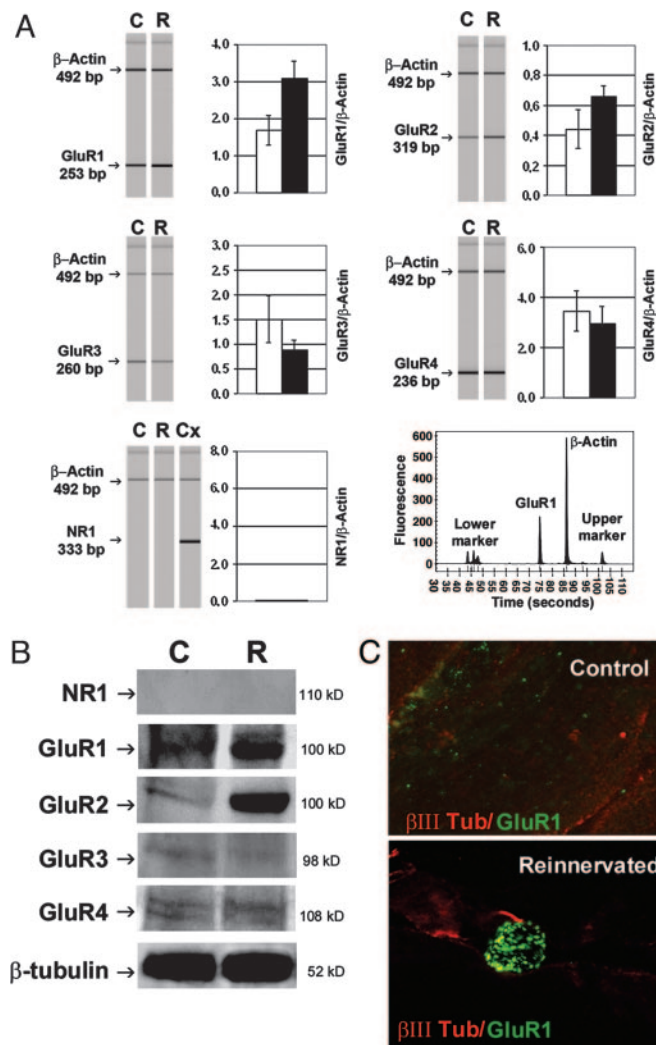 A
C R
β-Actin
492 bp
GluR1
253 bp
4.0
3.5
3.0
2.5
2.0
1.5
1.0
0.5
0.0
GluR1/β-Actin
C R
β-Actin
492 bp
GluR2
319 bp
1,0
0,8
0,6
0,4
0,2
0,0
GluR2/β-Actin
C R
β-Actin
492 bp
GluR3
260 bp
3.0
2.5
2.0
1.5
1.0
0.5
0.0
GluR3/β-Actin
C R
β-Actin
492 bp
GluR4
236 bp
6.0
4.0
2.0
0.0
GluR4/β-Actin
C R Cx
β-Actin
492 bp
NR1
333 bp
8.0
6.0
4.0
2.0
0.0
NR1/β-Actin
Fluorescence
600
500
400
300
200
100
0
Lower
marker
GluR1
β-Actin
Upper
marker
30 35 45 50 55 60 65 70 75 80 85 90 95 100 105 110
Time (seconds)
B
C R
NR1 110 kD
GluR1 100 kD
GluR2 100 kD
GluR3 98 kD
GluR4 108 kD
β-tubulin 52 kD
C
Control
βIII Tub/GluR1
Reinnervated
βIII Tub/GluR1